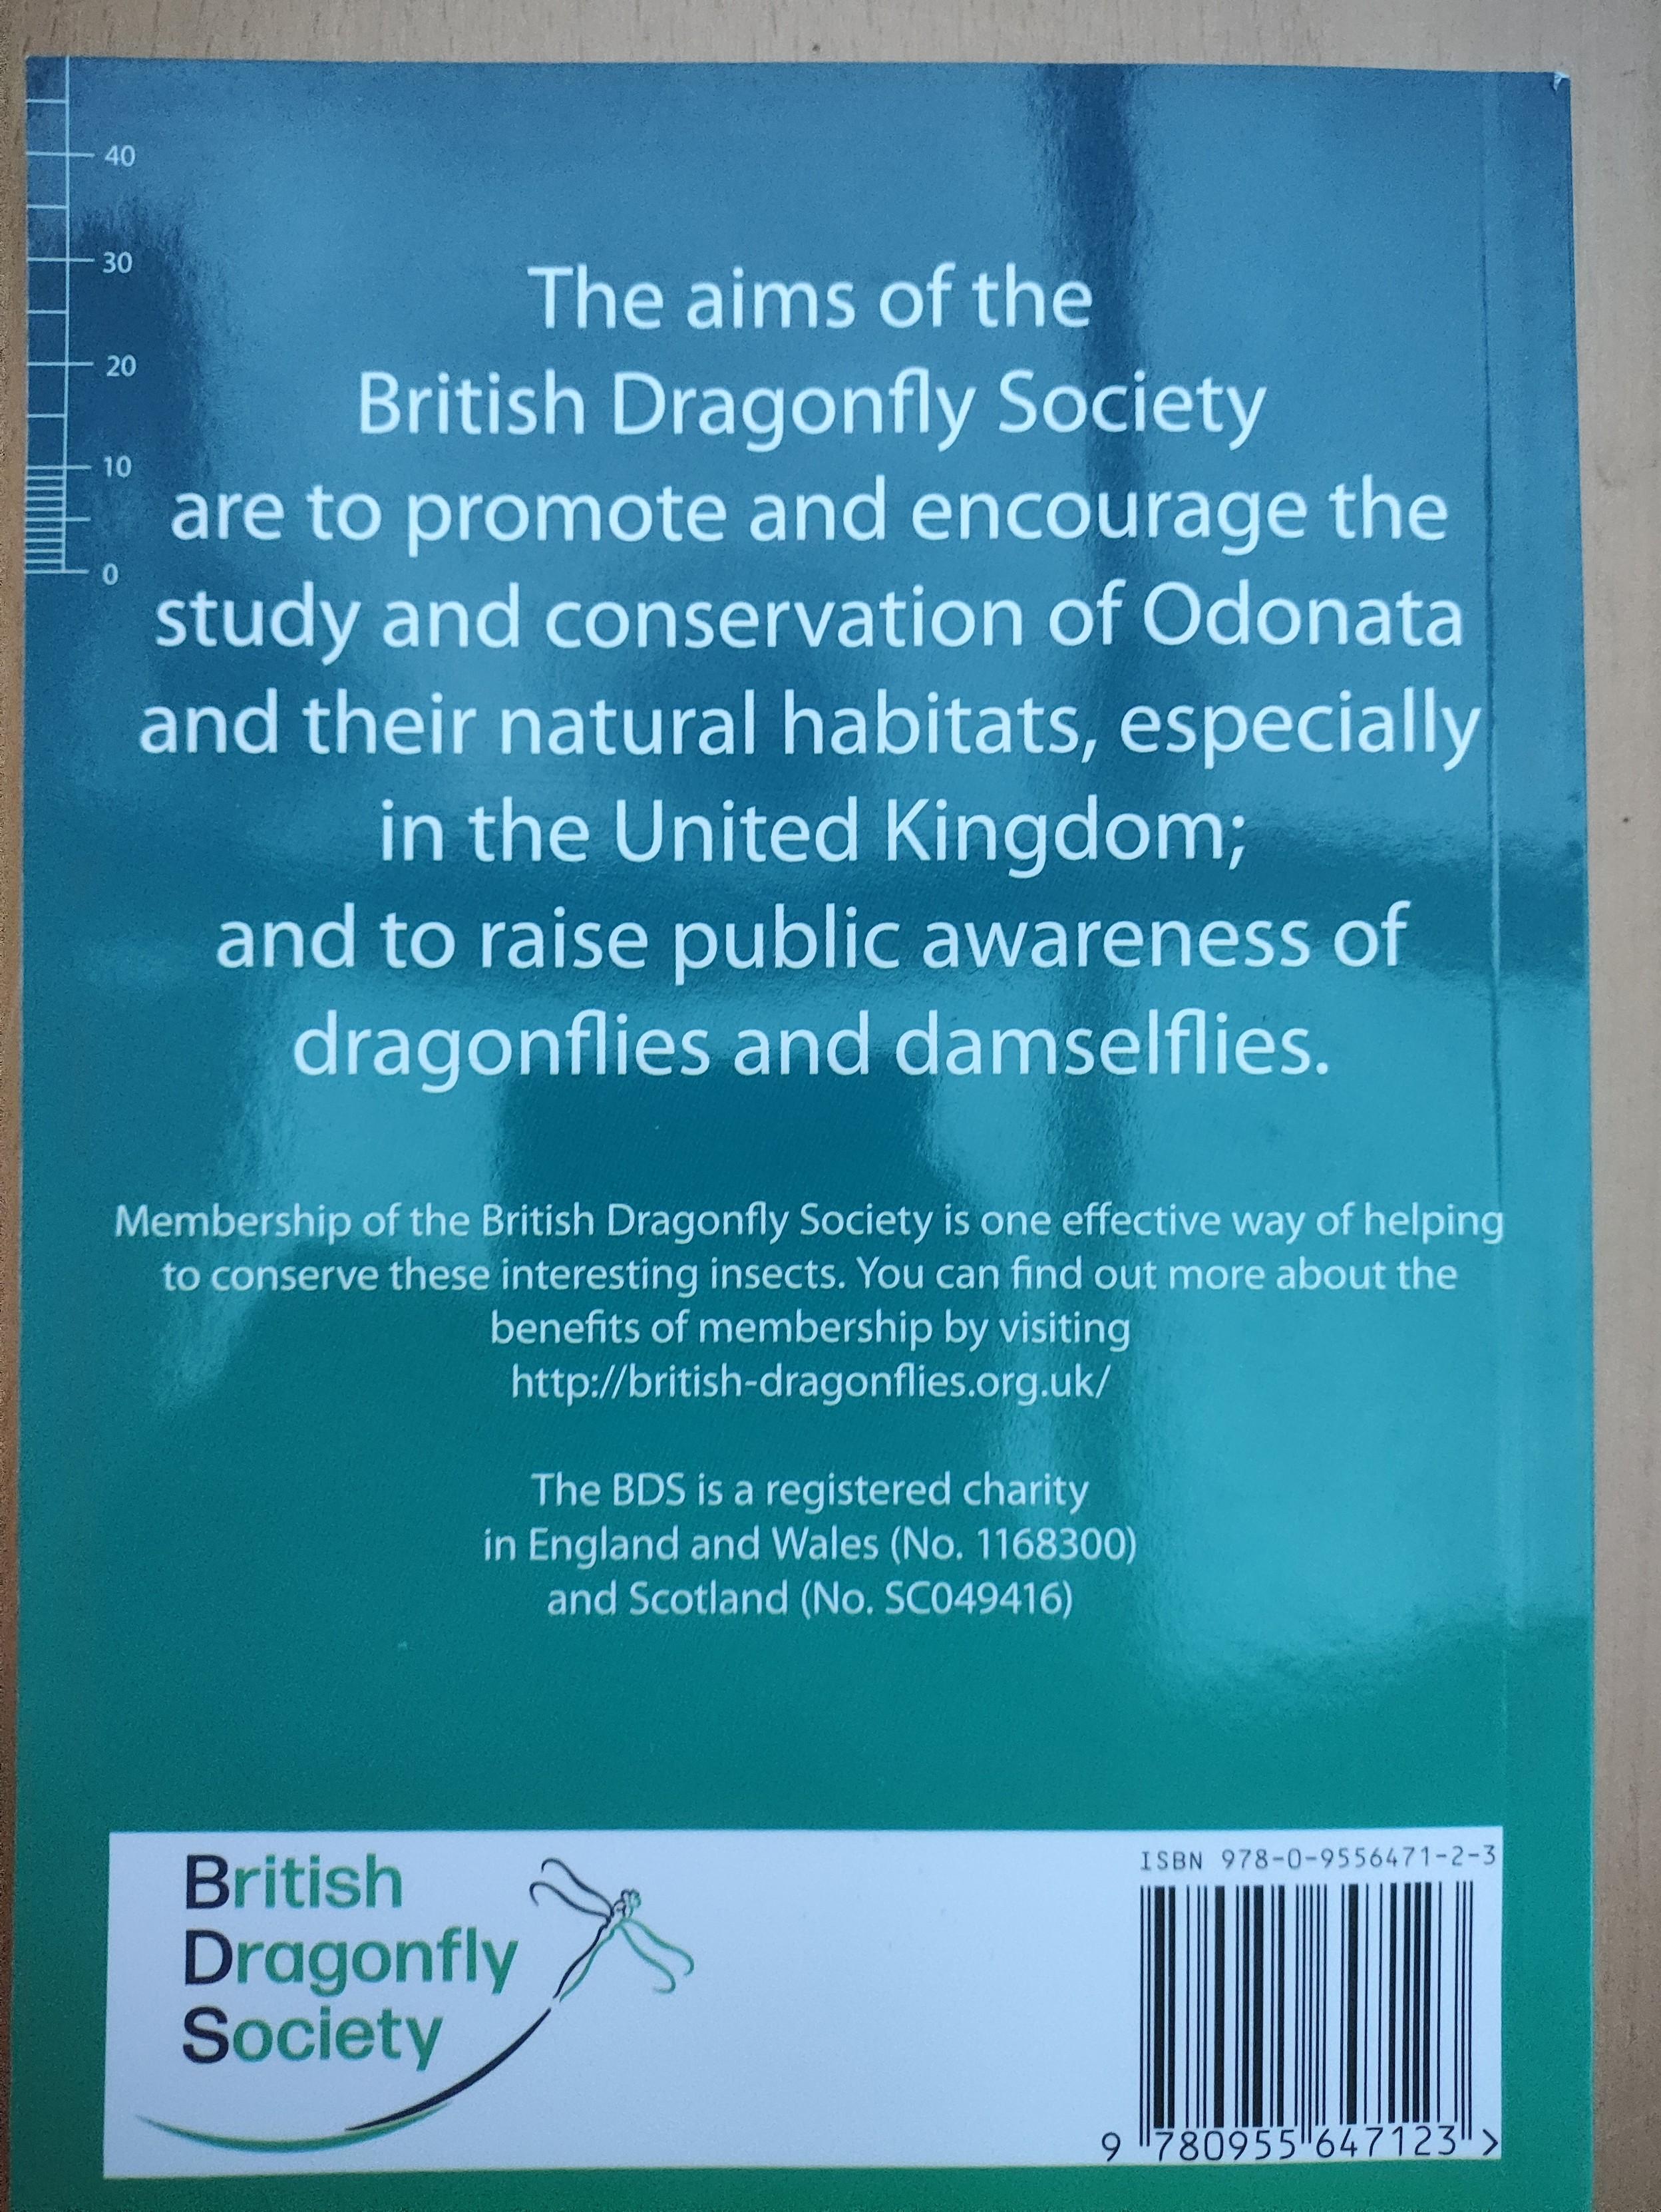 40
30
20
10
0
The aims of the
British Dragonfly Society
are to promote and encourage the
study and conservation of Odonata
and their natural habitats, especially
in the United Kingdom;
and to raise public awareness of
dragonflies and damselflies.
Membership of the British Dragonfly Society is one effective way of helping
to conserve these interesting insects. You can find out more about the
benefits of membership by visiting
http://british-dragonflies.org.uk/
The BDS is a registered charity
in England and Wales (No. 1168300)
and Scotland (No. SC049416)
British
Dragonfly
Society
ISBN 978-0-9556471-2-3
9 780955 647123 >